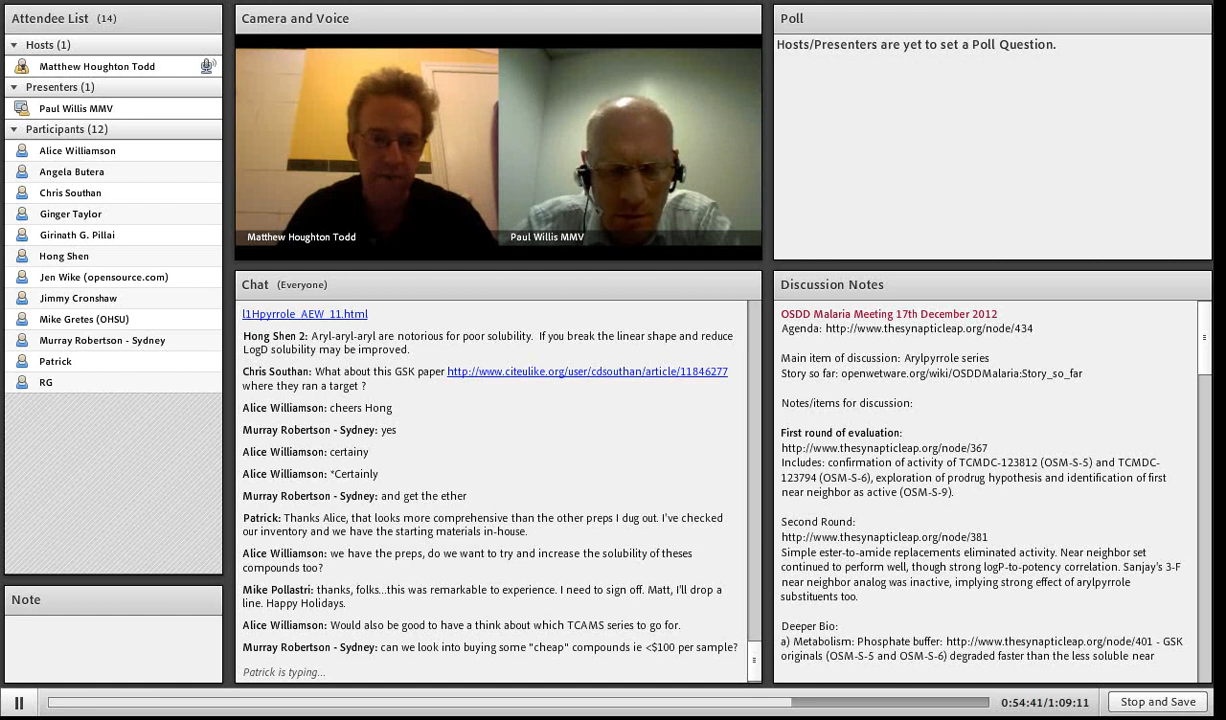 Attendee List (14)
Hosts (1)
Matthew Houghton Todd
Presenters (1)
Paul Willis MMV
Participants (12)
Alice Williamson
Angela Butera
Chris Southan
Ginger Taylor
Girinath G. Pillai
Hong Shen
Jen Wike (opensource.com)
Jimmy Cronshaw
Mike Gretes (OHSU)
Murray Robertson - Sydney
Patrick
RG
Note
Camera and Voice
Matthew Houghton Todd
Paul Willis MMV
Chat (Everyone)
l1Hpyrrole_AEW_11.html
Hong Shen 2: Aryl-aryl-aryl are notorious for poor solubility. If you break the linear shape and reduce
LogD solubility may be improved.
Chris Southan: What about this GSK paper http://www.citeulike.org/user/cdsouthan/article/11846277
where they ran a target ?
Alice Williamson: cheers Hong
Murray Robertson - Sydney: yes
Alice Williamson: certainy
Alice Williamson: *Certainly
Murray Robertson - Sydney: and get the ether
Patrick: Thanks Alice, that looks more comprehensive than the other preps I dug out. I've checked
our inventory and we have the starting materials in-house.
Alice Williamson: we have the preps, do we want to try and increase the solubility of theses
compounds too?
Mike Pollastri: thanks, folks...this was remarkable to experience. I need to sign off. Matt, I'll drop a
line. Happy Holidays.
Alice Williamson: Would also be good to have a think about which TCAMS series to go for.
Murray Robertson - Sydney: can we look into buying some "cheap" compounds ie <$100 per sample?
Patrick is typing...
Poll
Hosts/Presenters are yet to set a Poll Question.
Discussion Notes
OSDD Malaria Meeting 17th December 2012
Agenda: http://www.thesynapticleap.org/node/434
Main item of discussion: Arylpyrrole series
Story so far: openwetware.org/wiki/OSDDMalaria:Story_so_far
Notes/items for discussion:
First round of evaluation:
http://www.thesynapticleap.org/node/367
Includes: confirmation of activity of TCMDC-123812 (OSM-S-5) and TCMDC-
123794 (OSM-S-6), exploration of prodrug hypothesis and identification of first
near neighbor as active (OSM-S-9).
Second Round:
http://www.thesynapticleap.org/node/381
Simple ester-to-amide replacements eliminated activity. Near neighbor set
continued to perform well, though strong logP-to-potency correlation. Sanjay's 3-F
near neighbor analog was inactive, implying strong effect of arylpyrrole
substituents too.
Deeper Bio:
a) Metabolism: Phosphate buffer: http://www.thesynapticleap.org/node/401 - GSK
originals (OSM-S-5 and OSM-S-6) degraded faster than the less soluble near
0:54:41/1:09:11
Stop and Save